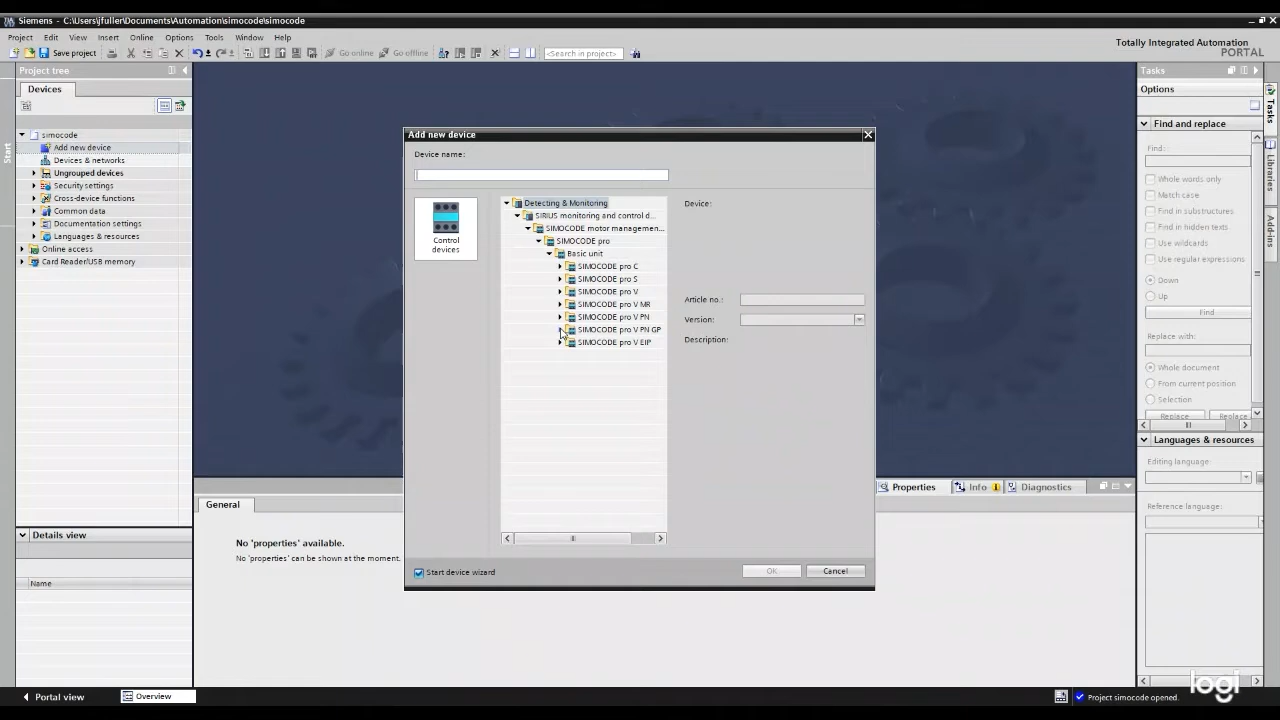 Siemens - C:\Users\jfuller\Documents\Automation\simocode\simocode
Project Edit View Insert Online Options Tools Window Help
Save project
Go online
Go offline
<Search in project>
Totally Integrated Automation
PORTAL
Project tree
Devices
Start
simocode
Add new device
Devices & networks
Ungrouped devices
Security settings
Cross-device functions
Common data
Documentation settings
Languages & resources
Online access
Card Reader/USB memory
Details view
Name
Add new device
Device name:
Control
devices
Detecting & Monitoring
SIRIUS monitoring and control d...
SIMOCODE motor managemen...
SIMOCODE pro
Basic unit
SIMOCODE pro C
SIMOCODE pro S
SIMOCODE pro V
SIMOCODE pro V MR
SIMOCODE pro V PN
SIMOCODE pro V PN GP
SIMOCODE pro V EIP
Device:
Article no.:
Version:
Description:
Start device wizard
OK
Cancel
General
No 'properties' available.
No 'properties' can be shown at the moment.
Properties
Info
Diagnostics
Tasks
Options
Find and replace
Find:
Whole words only
Match case
Find in substructures
Find in hidden texts
Use wildcards
Use regular expressions
Down
Up
Find
Replace with:
Whole document
From current position
Selection
Replace
Replace
Languages & resources
Editing language:
Reference language:
Tasks
Libraries
Add-ins
Portal view
Overview
Project simocode opened.
logi